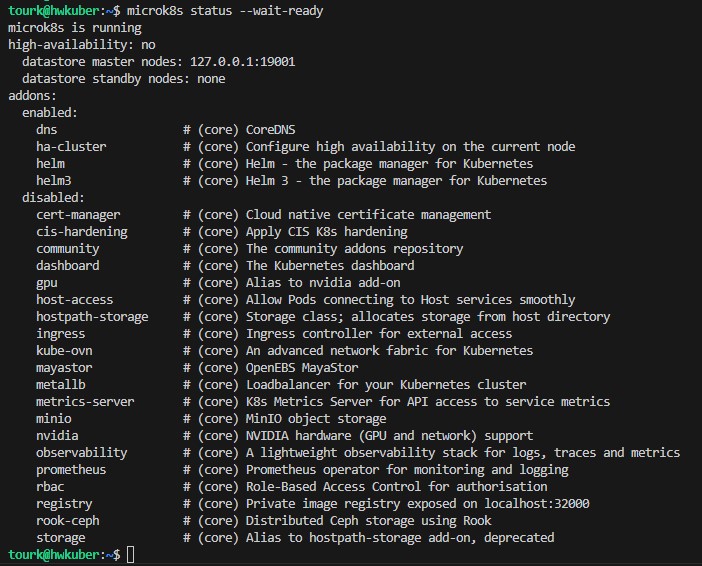 tourk@hwkuber:~$ microk8s status --wait-ready
microk8s is running
high-availability: no
  datastore master nodes: 127.0.0.1:19001
  datastore standby nodes: none
addons:
  enabled:
    dns                  # (core) CoreDNS
    ha-cluster           # (core) Configure high availability on the current node
    helm                 # (core) Helm - the package manager for Kubernetes
    helm3                # (core) Helm 3 - the package manager for Kubernetes
  disabled:
    cert-manager         # (core) Cloud native certificate management
    cis-hardening        # (core) Apply CIS K8s hardening
    community            # (core) The community addons repository
    dashboard            # (core) The Kubernetes dashboard
    gpu                  # (core) Alias to nvidia add-on
    host-access          # (core) Allow Pods connecting to Host services smoothly
    hostpath-storage     # (core) Storage class; allocates storage from host directory
    ingress              # (core) Ingress controller for external access
    kube-ovn             # (core) An advanced network fabric for Kubernetes
    mayastor             # (core) OpenEBS MayaStor
    metallb              # (core) Loadbalancer for your Kubernetes cluster
    metrics-server       # (core) K8s Metrics Server for API access to service metrics
    minio                # (core) MinIO object storage
    nvidia               # (core) NVIDIA hardware (GPU and network) support
    observability        # (core) A lightweight observability stack for logs, traces and metrics
    prometheus           # (core) Prometheus operator for monitoring and logging
    rbac                 # (core) Role-Based Access Control for authorisation
    registry             # (core) Private image registry exposed on localhost:32000
    rook-ceph            # (core) Distributed Ceph storage using Rook
    storage              # (core) Alias to hostpath-storage add-on, deprecated
tourk@hwkuber:~$